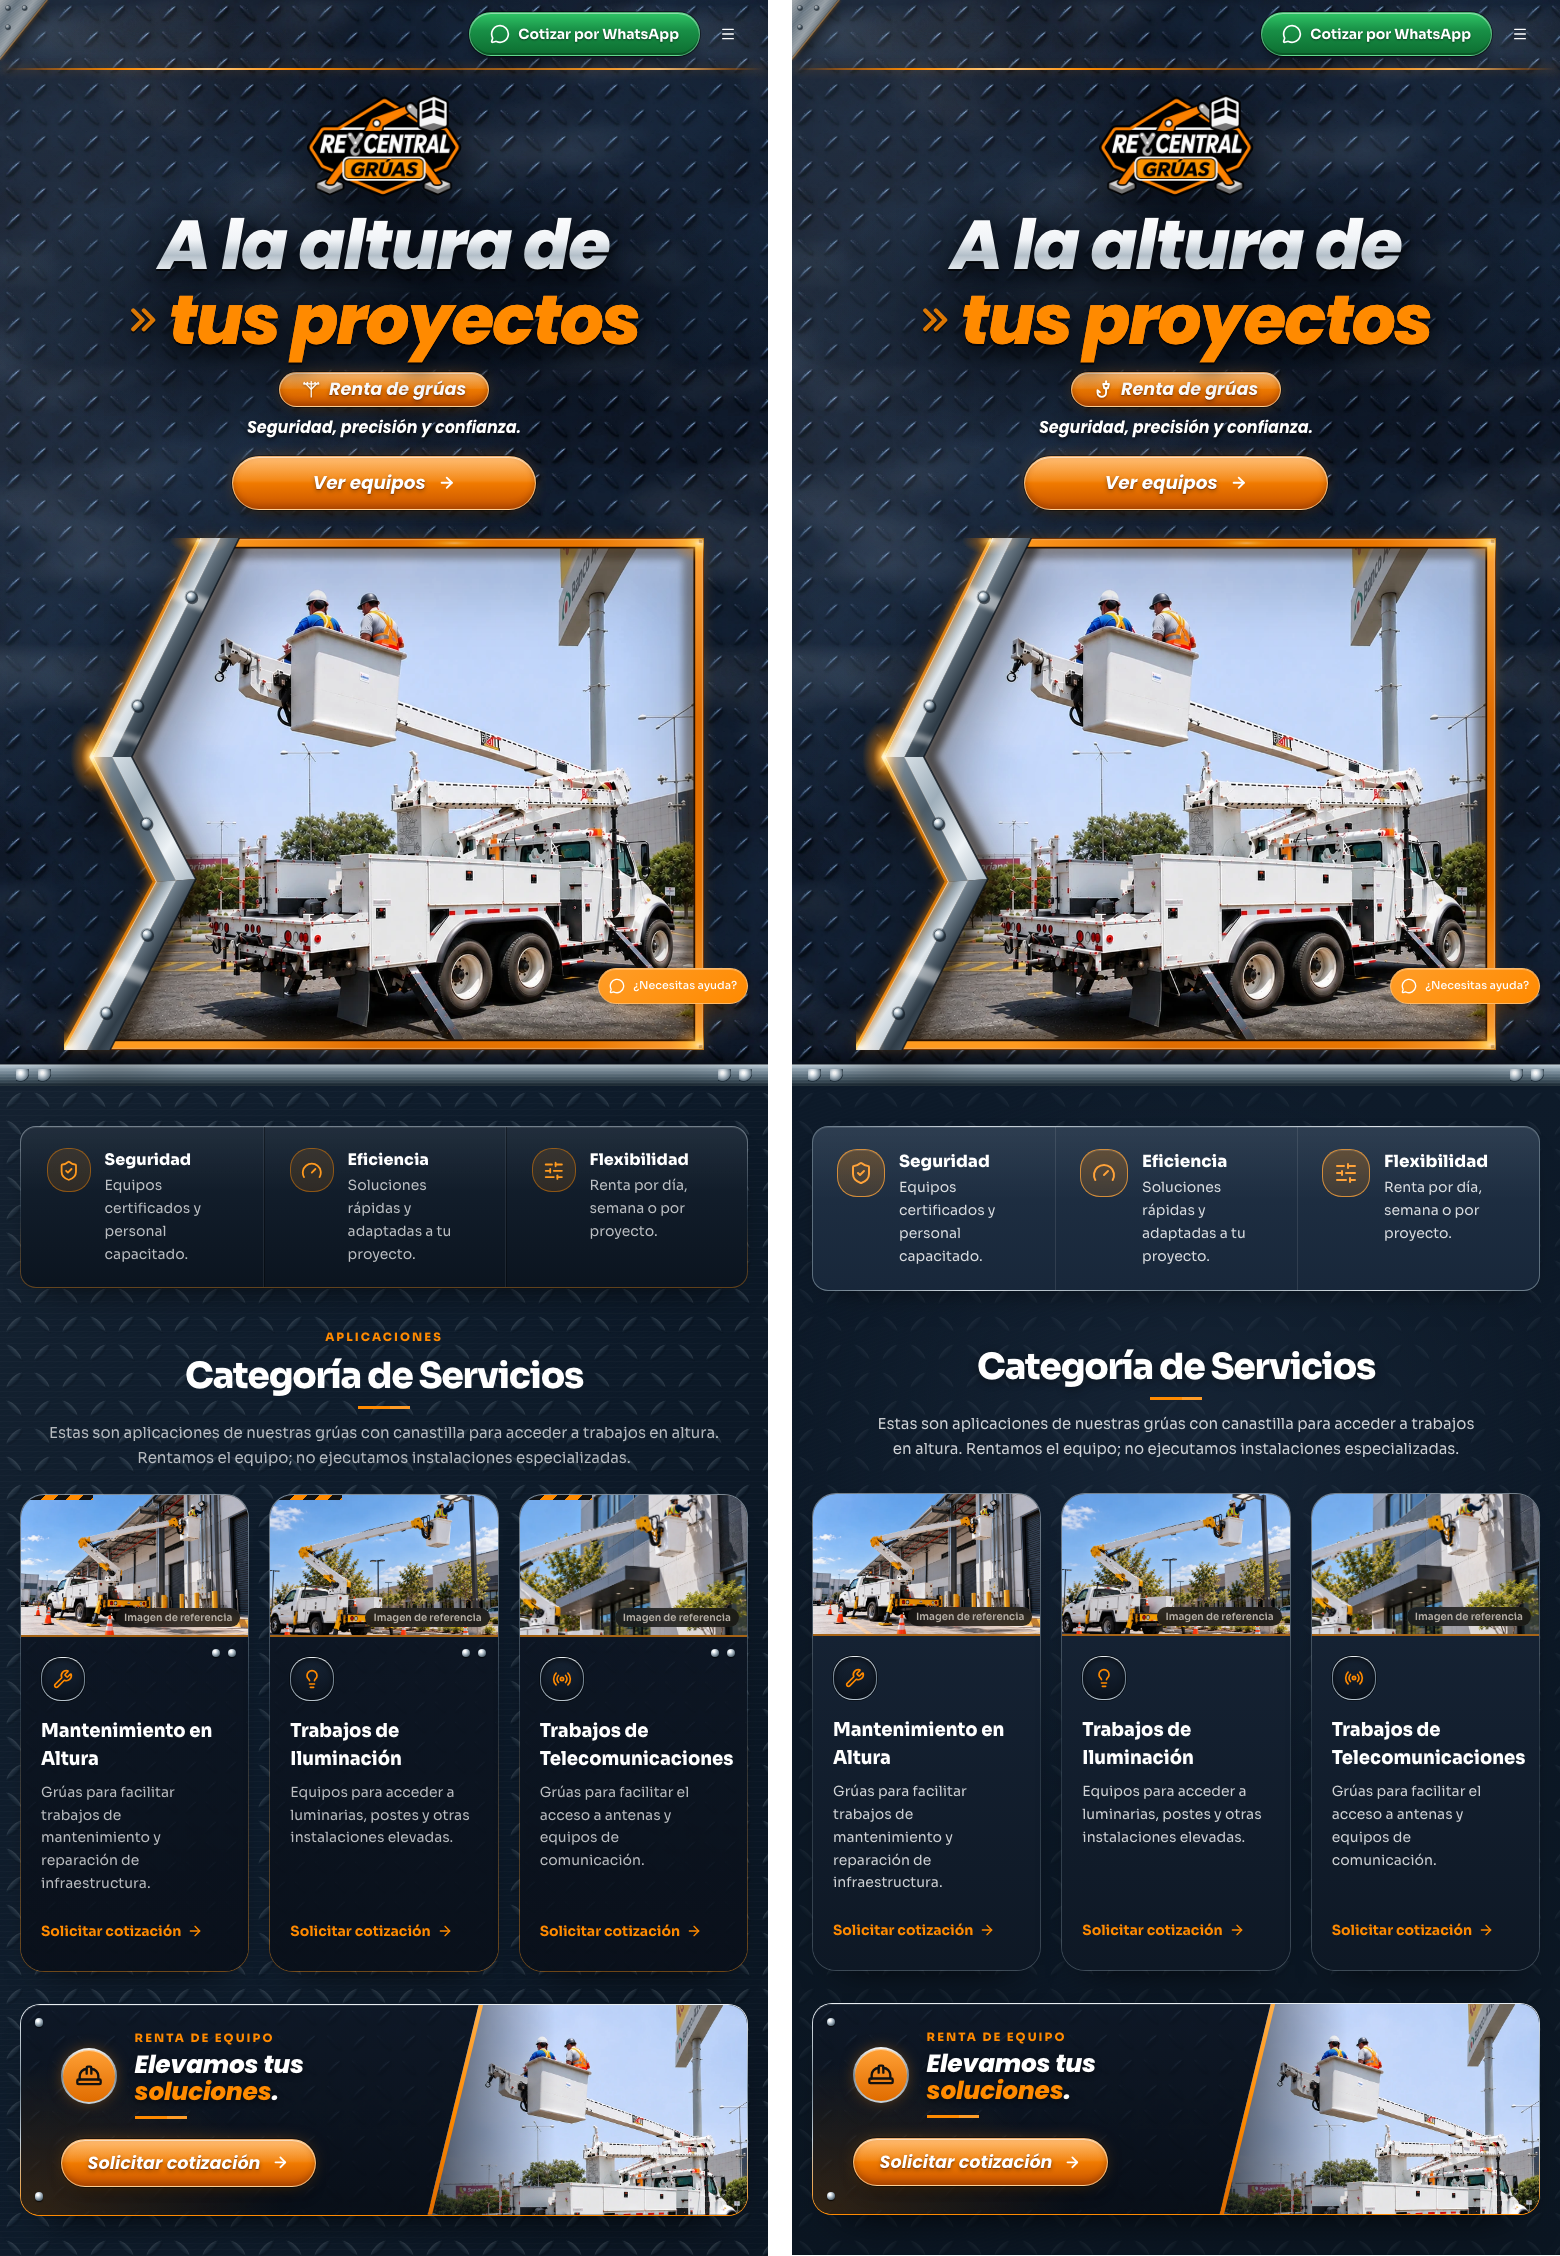 Cotizar por WhatsApp
REYCENTRAL
GRÚAS
A la altura de
tus proyectos
Renta de grúas
Seguridad, precisión y confianza.
Ver equipos
¿Necesitas ayuda?
Seguridad
Equipos
certificados y
personal
capacitado.
Eficiencia
Soluciones
rápidas y
adaptadas a tu
proyecto.
Flexibilidad
Renta por día,
semana o por
proyecto.
APLICACIONES
Categoría de Servicios
Estas son aplicaciones de nuestras grúas con canastilla para acceder a trabajos en altura.
Rentamos el equipo; no ejecutamos instalaciones especializadas.
Imagen de referencia
Mantenimiento en
Altura
Grúas para facilitar
trabajos de
mantenimiento y
reparación de
infraestructura.
Solicitar cotización
Imagen de referencia
Trabajos de
Iluminación
Equipos para acceder a
luminarias, postes y otras
instalaciones elevadas.
Solicitar cotización
Imagen de referencia
Trabajos de
Telecomunicaciones
Grúas para facilitar el
acceso a antenas y
equipos de
comunicación.
Solicitar cotización
RENTA DE EQUIPO
Elevamos tus
soluciones.
Solicitar cotización
Cotizar por WhatsApp
REYCENTRAL
GRÚAS
A la altura de
tus proyectos
Renta de grúas
Seguridad, precisión y confianza.
Ver equipos
¿Necesitas ayuda?
Seguridad
Equipos
certificados y
personal
capacitado.
Eficiencia
Soluciones
rápidas y
adaptadas a tu
proyecto.
Flexibilidad
Renta por día,
semana o por
proyecto.
Categoría de Servicios
Estas son aplicaciones de nuestras grúas con canastilla para acceder a trabajos
en altura. Rentamos el equipo; no ejecutamos instalaciones especializadas.
Imagen de referencia
Mantenimiento en
Altura
Grúas para facilitar
trabajos de
mantenimiento y
reparación de
infraestructura.
Solicitar cotización
Imagen de referencia
Trabajos de
Iluminación
Equipos para acceder a
luminarias, postes y otras
instalaciones elevadas.
Solicitar cotización
Imagen de referencia
Trabajos de
Telecomunicaciones
Grúas para facilitar el
acceso a antenas y
equipos de
comunicación.
Solicitar cotización
RENTA DE EQUIPO
Elevamos tus
soluciones.
Solicitar cotización